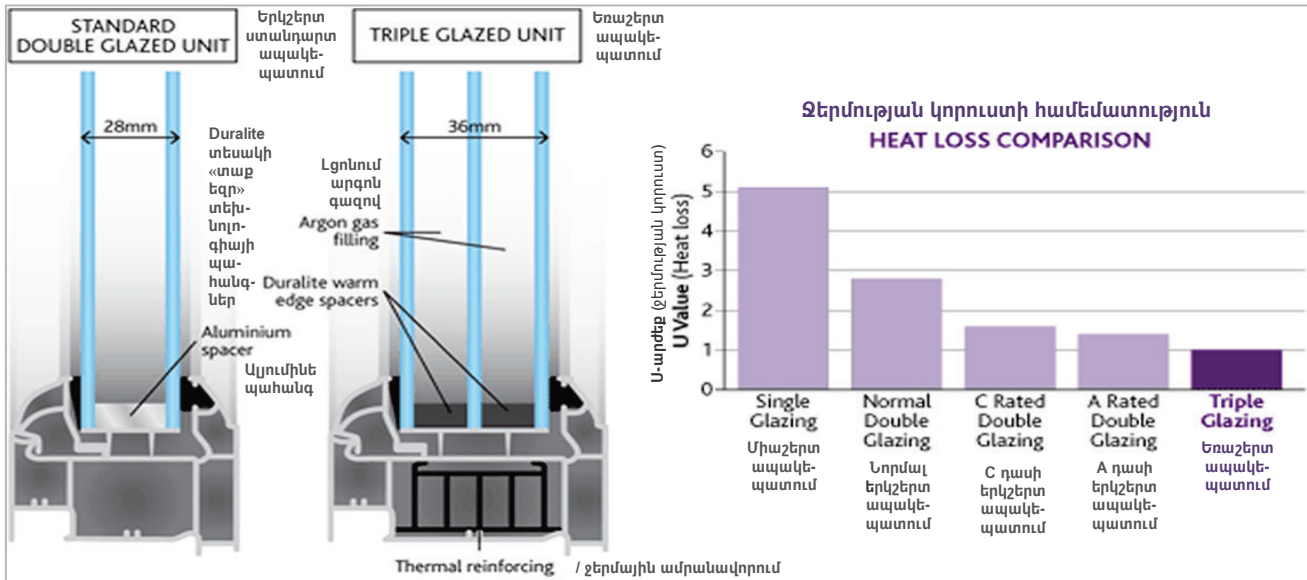 STANDARD
DOUBLE GLAZED UNIT
Երկշերտ
ստանդարտ
ապակե-
պատում
TRIPLE GLAZED UNIT
Եռաշերտ
ապակե-
պատում
28mm
36mm
Duralite
տեսակի
«տաք
եզր»
տեխ-
նոլո-
գիայի
պա-
հանգ-
ներ
Լցոնում
արգոն
գազով
Argon gas
filling
Duralite warm
edge spacers
Aluminium
spacer
Ալյումինե
պահանգ
Thermal reinforcing / ջերմային ամրանավորում
Ջերմության կորուստի համեմատություն
HEAT LOSS COMPARISON
U-արժեք (ջերմության կորուստ)
U Value (Heat loss)
6
5
4
3
2
1
0
Single
Glazing
Միաշերտ
ապակե-
պատում
Normal
Double
Glazing
Նորմալ
երկշերտ
ապակե-
պատում
C Rated
Double
Glazing
C դասի
երկշերտ
ապակե-
պատում
A Rated
Double
Glazing
A դասի
երկշերտ
ապակե-
պատում
Triple
Glazing
Եռաշերտ
ապակե-
պատում